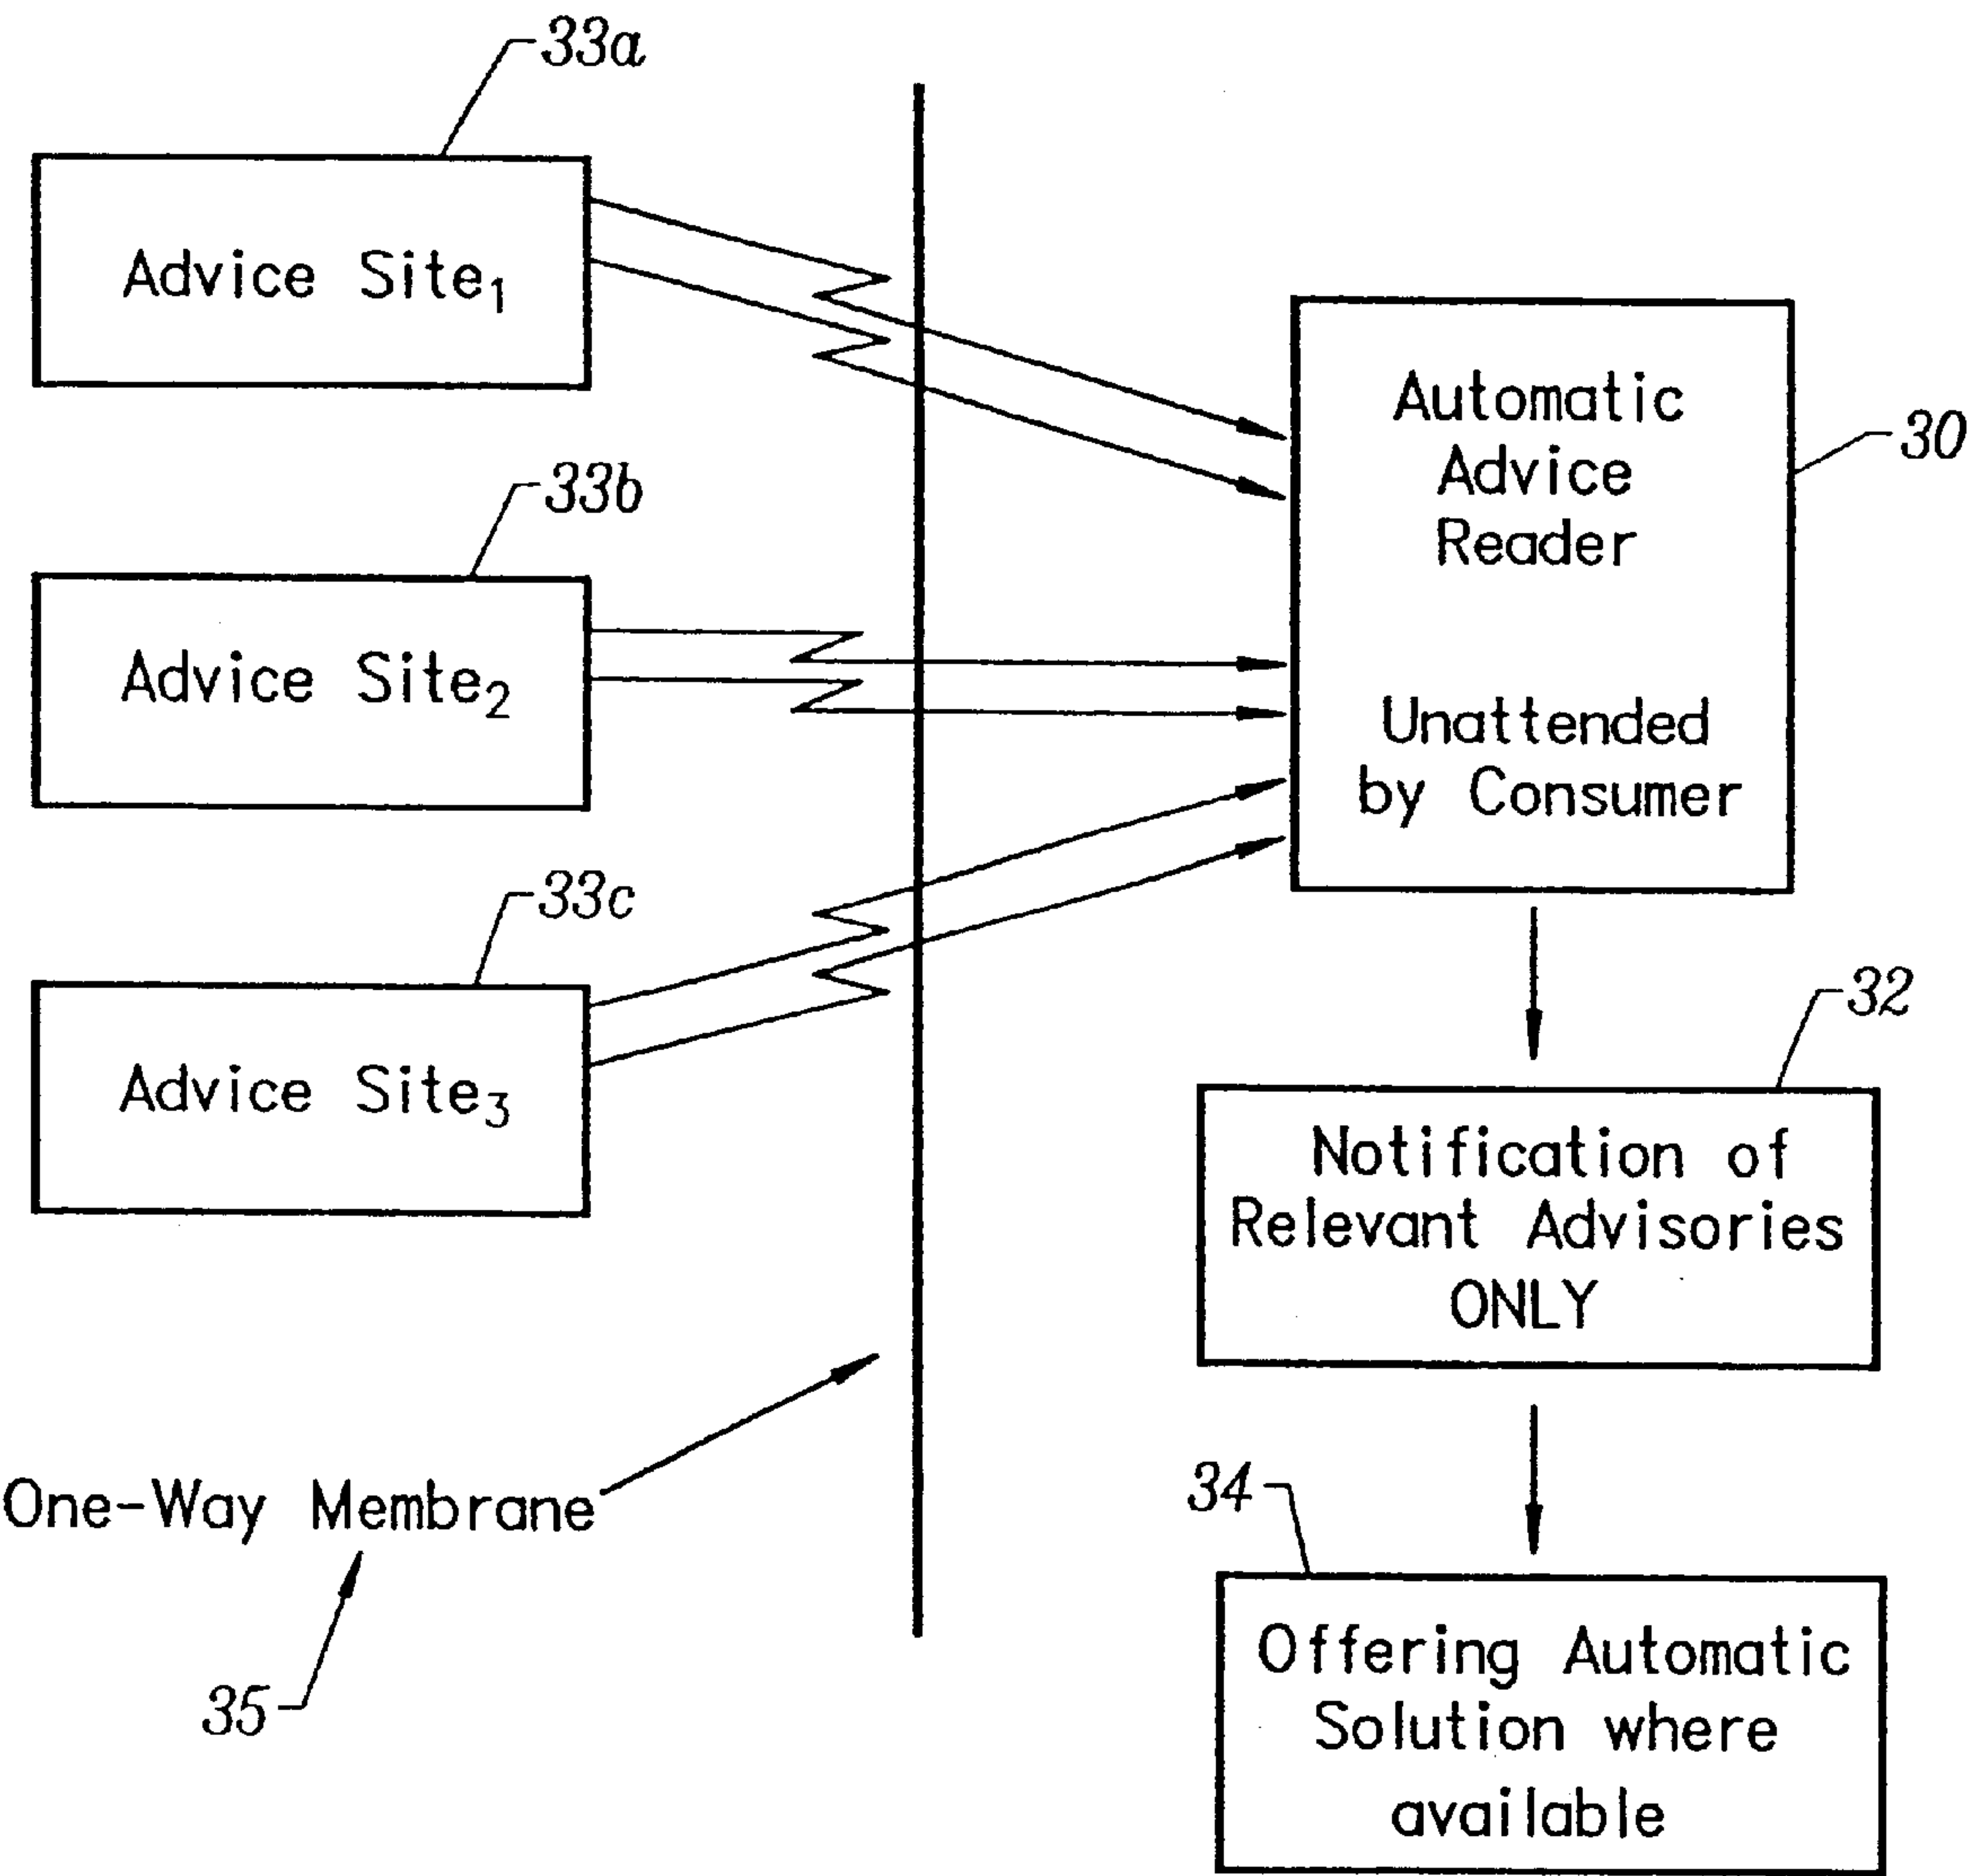 33a
Advice Site₁
33b
Advice Site₂
33c
Advice Site₃
One-Way Membrane
35
Automatic
Advice
Reader
Unattended
by Consumer
30
32
Notification of
Relevant Advisories
ONLY
34
Offering Automatic
Solution where
available